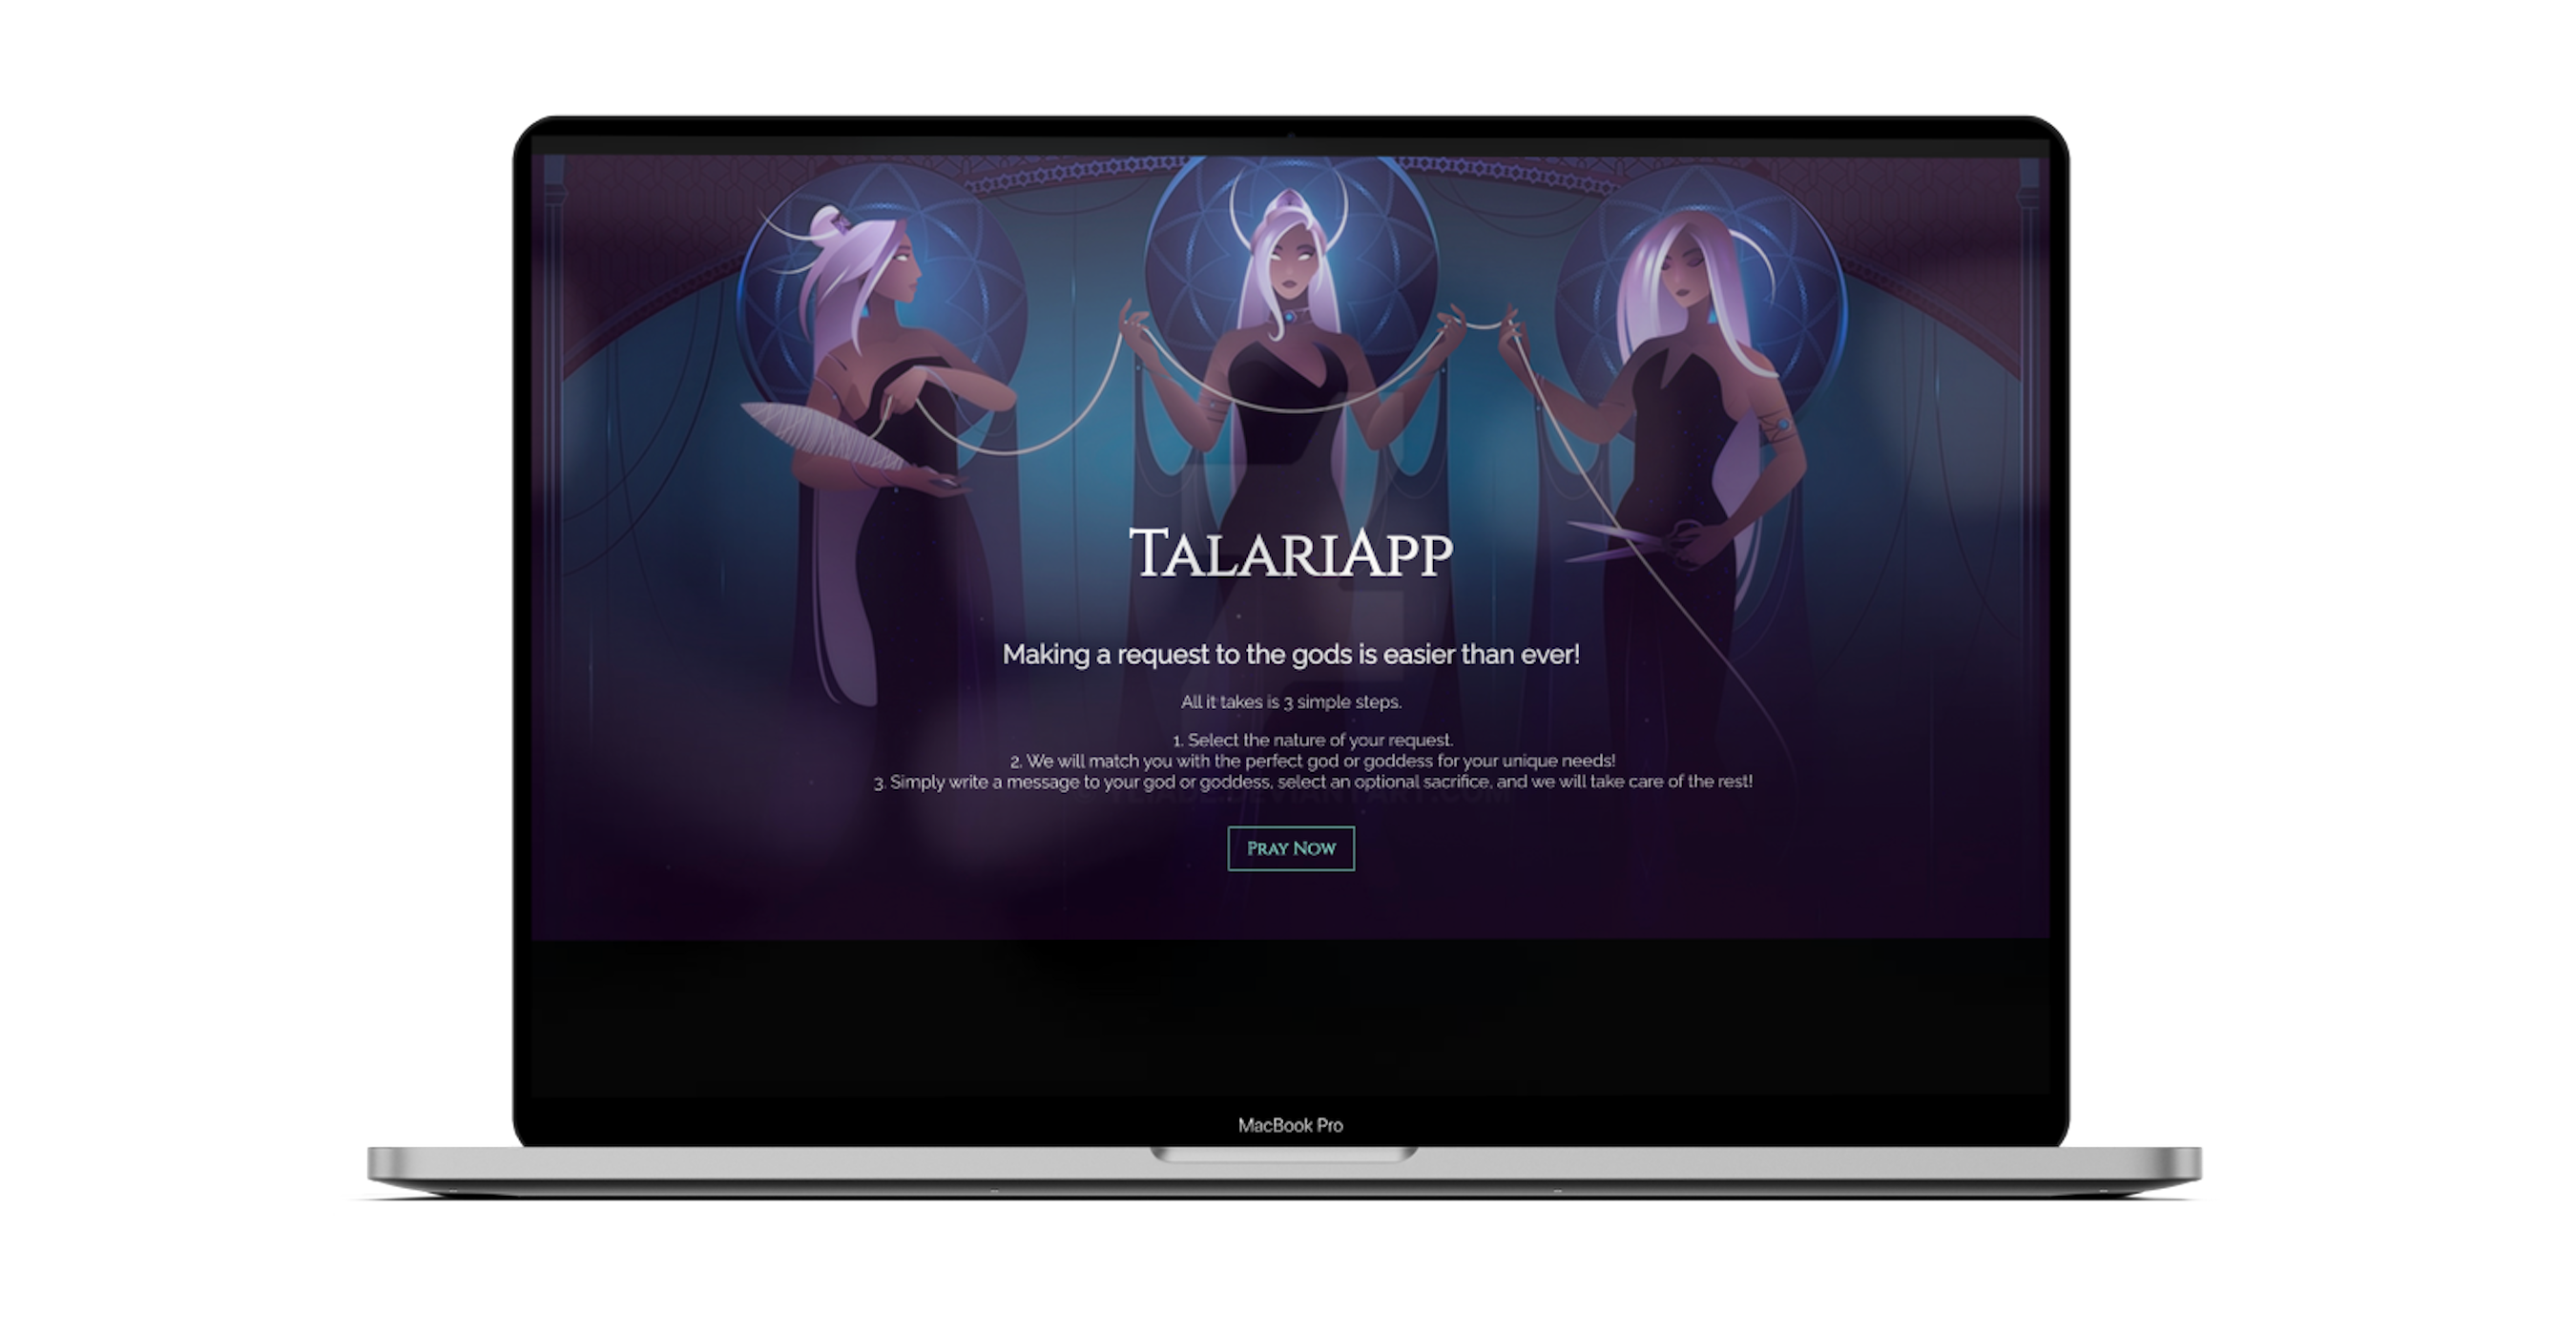 TalariApp
Making a request to the gods is easier than ever!
All it takes is 3 simple steps.
1. Select the nature of your request.
2. We will match you with the perfect god or goddess for your unique needs!
3. Simply write a message to your god or goddess, select an optional sacrifice, and we will take care of the rest!
Pray Now
MacBook Pro